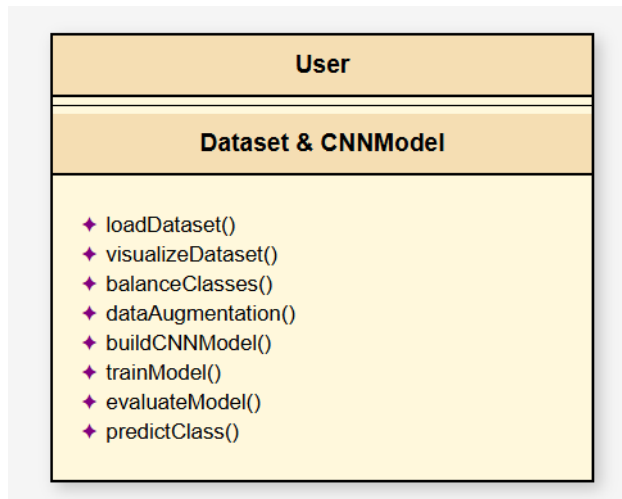 User
Dataset & CNNModel
loadDataset()
visualizeDataset()
balanceClasses()
dataAugmentation()
buildCNNModel()
trainModel()
evaluateModel()
predictClass()